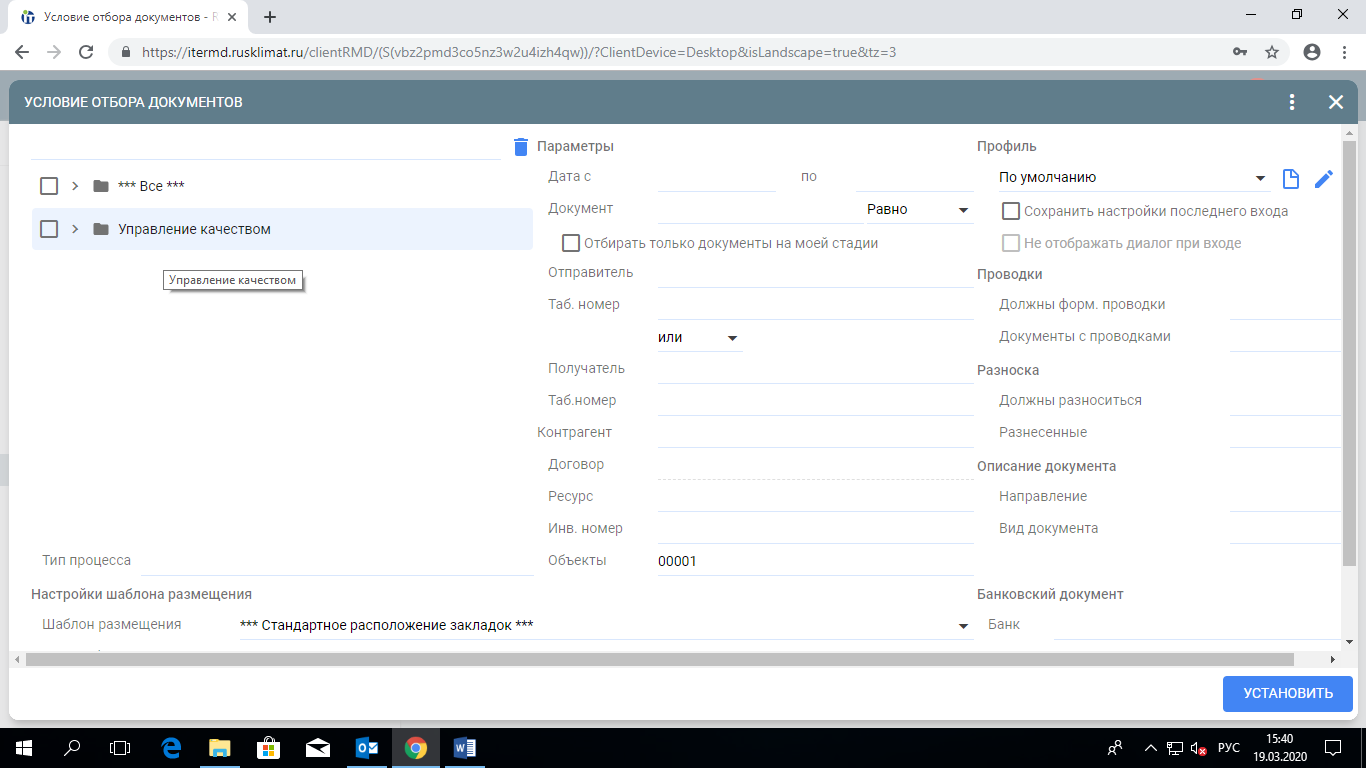 Условие отбора документов - R
https://itermd.rusklimat.ru/clientRMD/(S(vbz2pmd3co5nz3w2u4izh4qw))/?ClientDevice=Desktop&isLandscape=true&tz=3
УСЛОВИЕ ОТБОРА ДОКУМЕНТОВ
*** Все ***
Управление качеством
Управление качеством
Тип процесса
Параметры
Дата с по
Документ Равно
Отбирать только документы на моей стадии
Отправитель
Таб. номер
или
Получатель
Таб.номер
Контрагент
Договор
Ресурс
Инв. номер
Объекты 00001
Профиль
По умолчанию
Сохранить настройки последнего входа
Не отображать диалог при входе
Проводки
Должны форм. проводки
Документы с проводками
Разноска
Должны разноситься
Разнесенные
Описание документа
Направление
Вид документа
Настройки шаблона размещения
Шаблон размещения *** Стандартное расположение закладок ***
Банковский документ
Банк
УСТАНОВИТЬ
РУС
15:40
19.03.2020